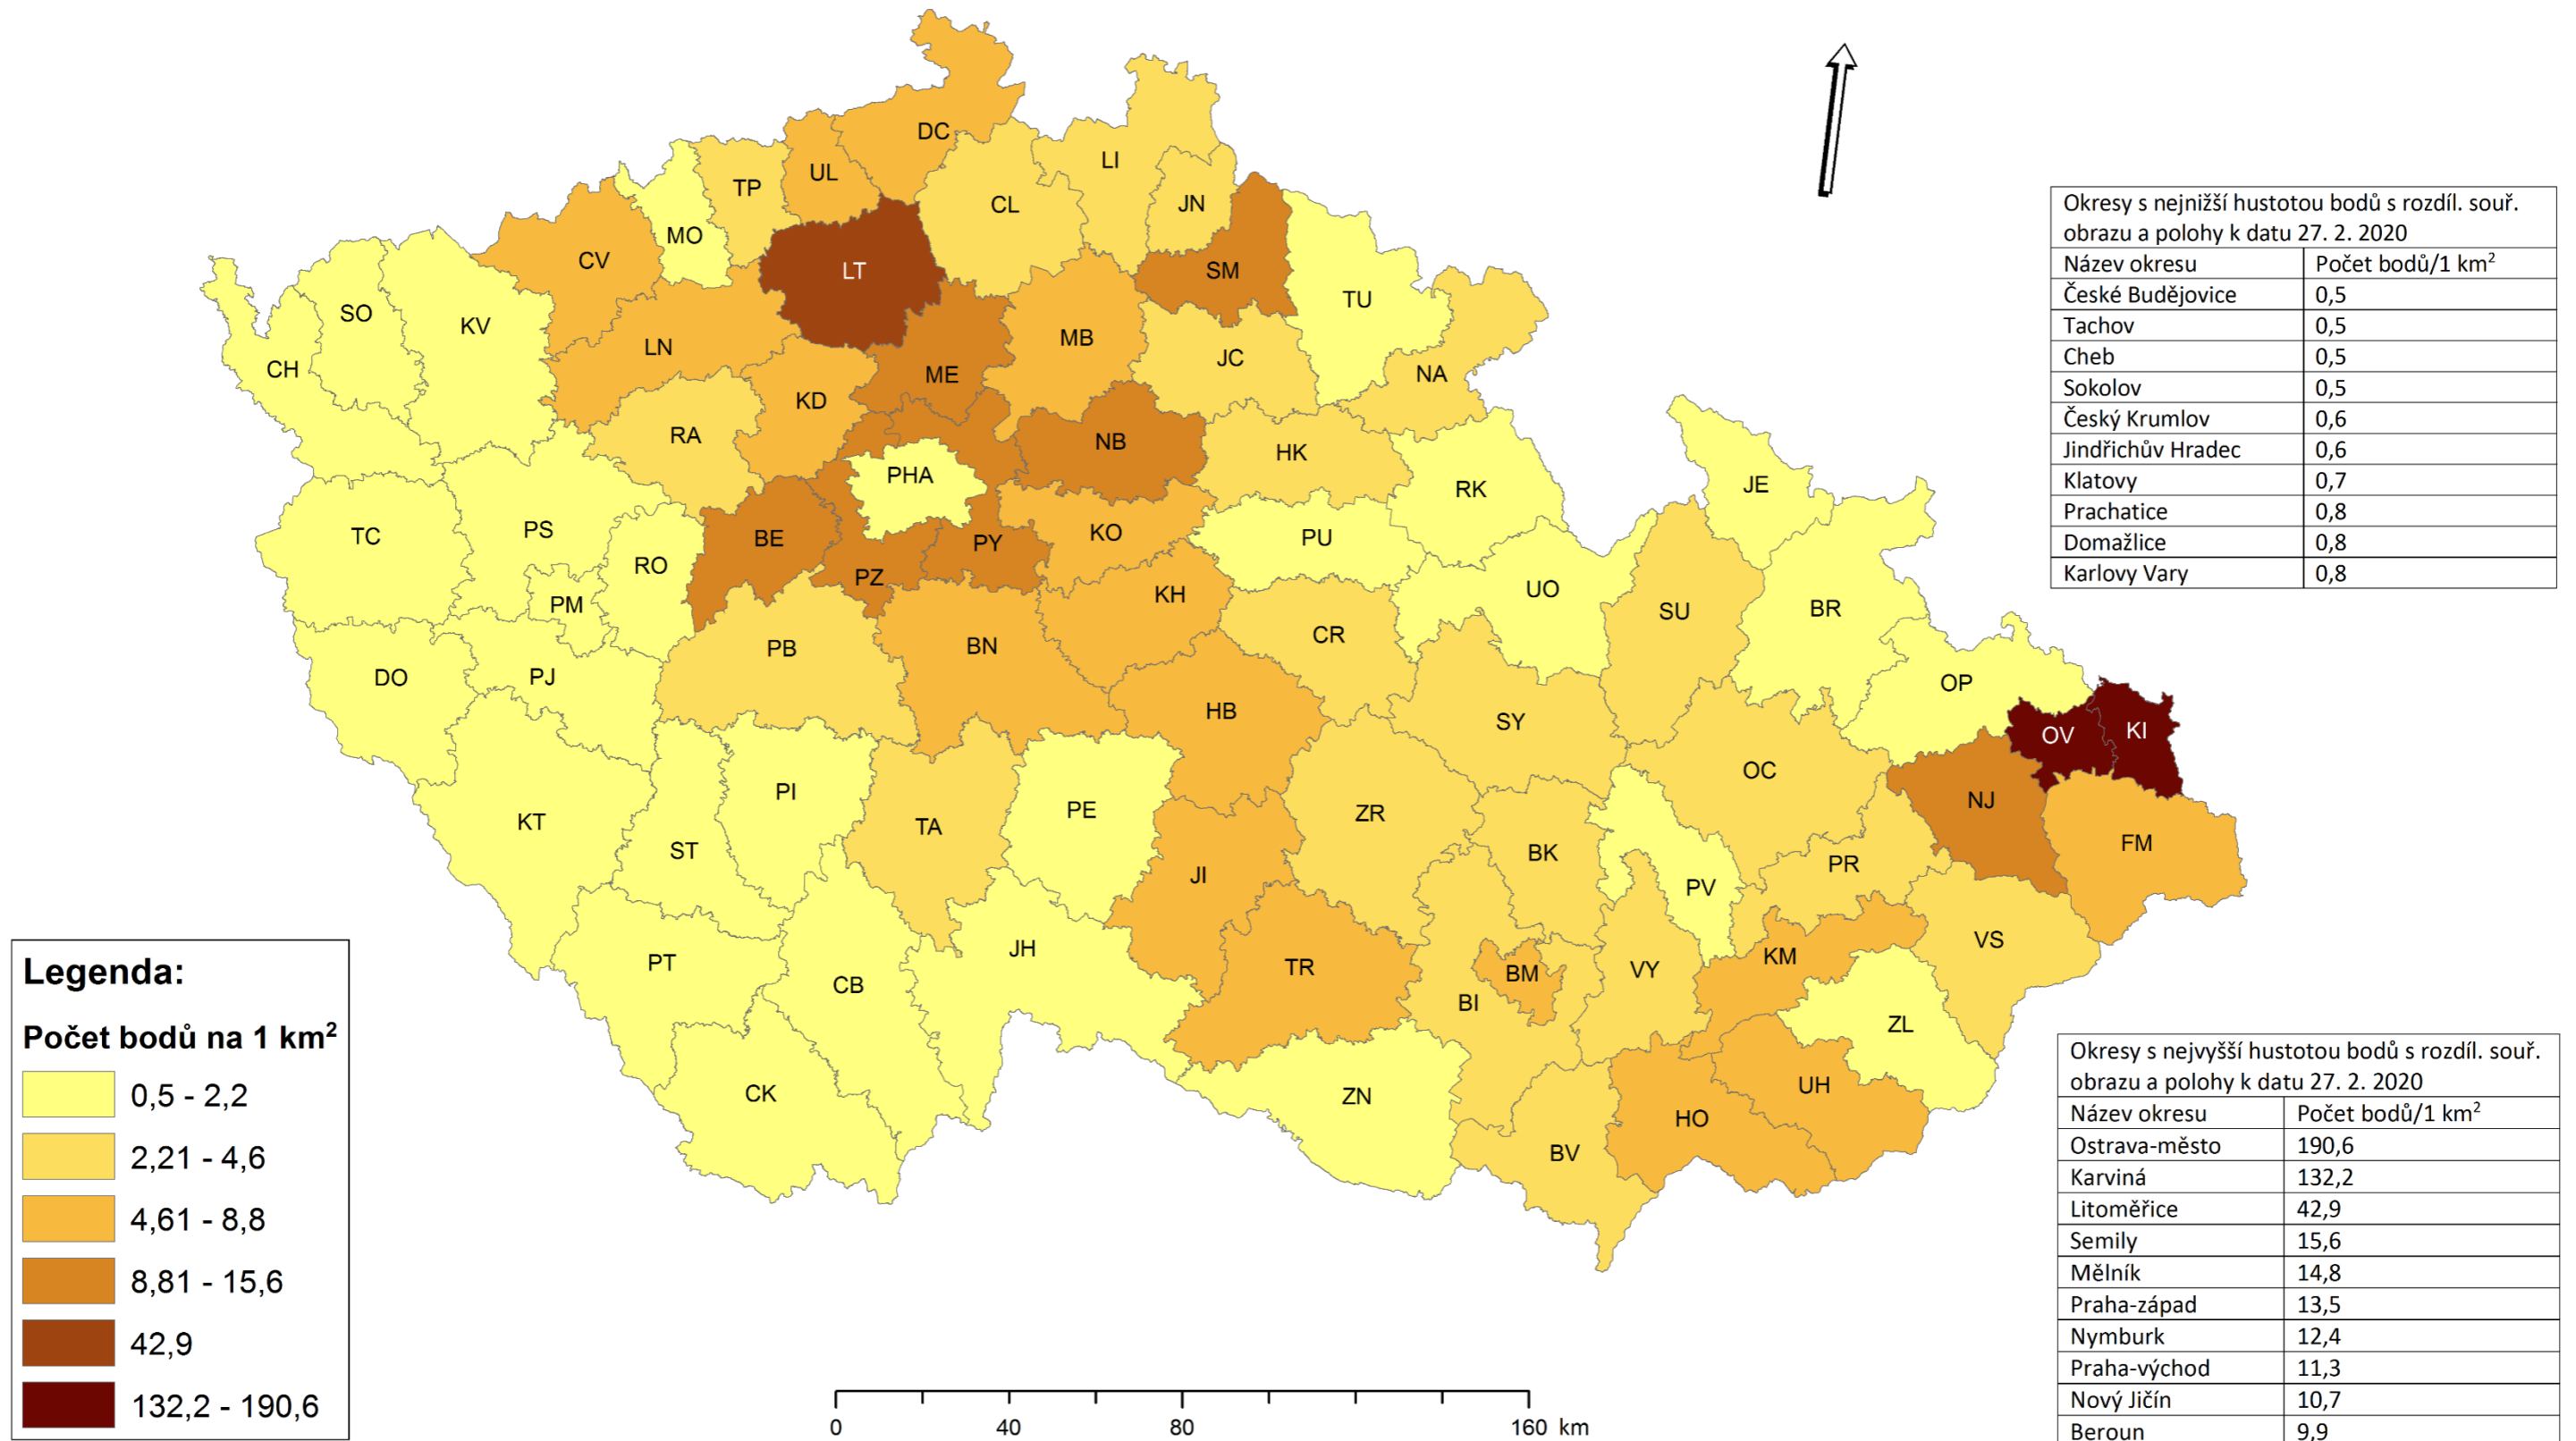 DC
UL
LI
TP
JN
CL
MO
CV
LT
SM
SO
KV
TU
MB
LN
JC
CH
ME
NA
KD
RA
NB
HK
PHA
RK
JE
TC
PS
BE
PY
KO
PU
RO
PZ
PM
KH
UO
SU
BR
PB
BN
CR
DO
PJ
OP
HB
SY
OV
KI
OC
PI
NJ
PE
ZR
KT
TA
FM
ST
BK
PR
JI
PV
JH
VS
PT
TR
KM
BM
VY
CB
BI
ZL
CK
ZN
UH
HO
BV
Okresy s nejnižší hustotou bodů s rozdíl. souř.
obrazu a polohy k datu 27. 2. 2020
Název okresu Počet bodů/1 km²
České Budějovice 0,5
Tachov 0,5
Cheb 0,5
Sokolov 0,5
Český Krumlov 0,6
Jindřichův Hradec 0,6
Klatovy 0,7
Prachatice 0,8
Domažlice 0,8
Karlovy Vary 0,8
Legenda:
Počet bodů na 1 km²
0,5 - 2,2
2,21 - 4,6
4,61 - 8,8
8,81 - 15,6
42,9
132,2 - 190,6
0 40 80 160 km
Okresy s nejvyšší hustotou bodů s rozdíl. souř.
obrazu a polohy k datu 27. 2. 2020
Název okresu Počet bodů/1 km²
Ostrava-město 190,6
Karviná 132,2
Litoměřice 42,9
Semily 15,6
Mělník 14,8
Praha-západ 13,5
Nymburk 12,4
Praha-východ 11,3
Nový Jičín 10,7
Beroun 9,9